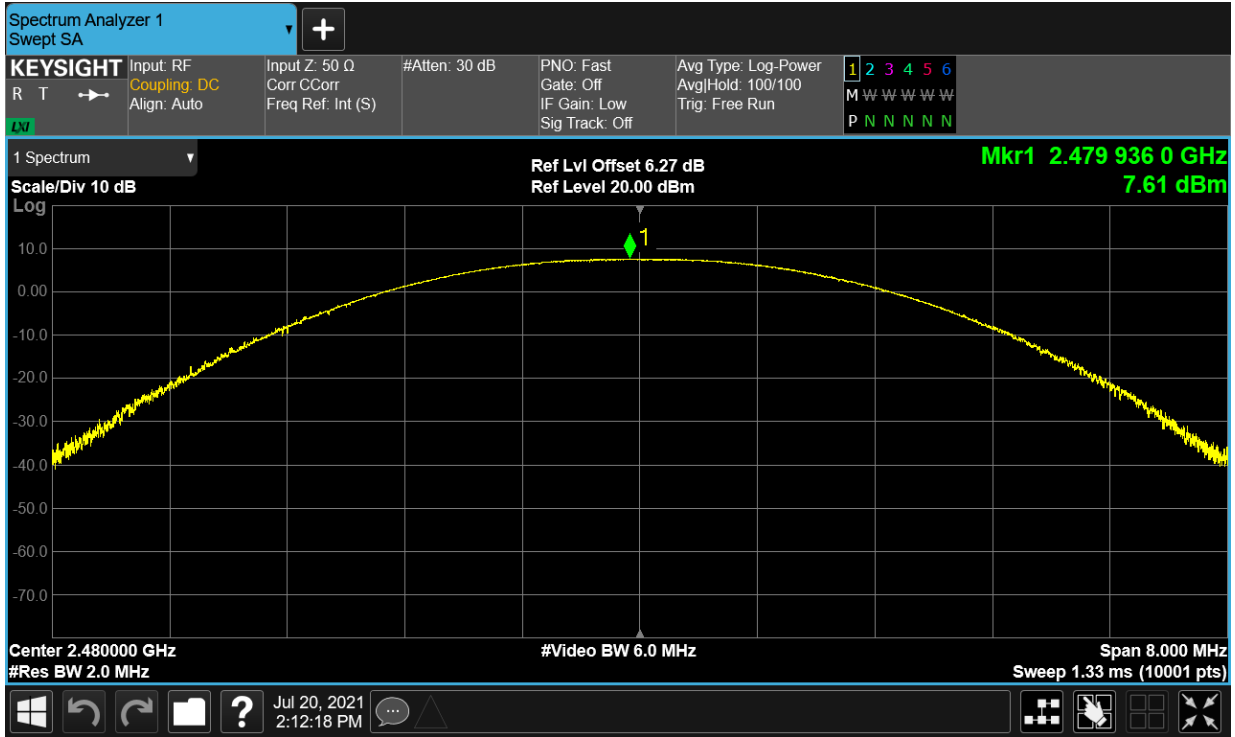 Spectrum Analyzer 1
Swept SA
+
KEYSIGHT
R T
LXI
Input: RF
Coupling: DC
Align: Auto
Input Z: 50 Ω
Corr CCorr
Freq Ref: Int (S)
#Atten: 30 dB
PNO: Fast
Gate: Off
IF Gain: Low
Sig Track: Off
Avg Type: Log-Power
Avg|Hold: 100/100
Trig: Free Run
1 2 3 4 5 6
M W W W W W
P N N N N N
1 Spectrum
Scale/Div 10 dB
Ref Lvl Offset 6.27 dB
Ref Level 20.00 dBm
Mkr1 2.479 936 0 GHz
7.61 dBm
Log
1
10.0
0.00
-10.0
-20.0
-30.0
-40.0
-50.0
-60.0
-70.0
Center 2.480000 GHz
#Video BW 6.0 MHz
Span 8.000 MHz
#Res BW 2.0 MHz
Sweep 1.33 ms (10001 pts)
?
Jul 20, 2021
2:12:18 PM